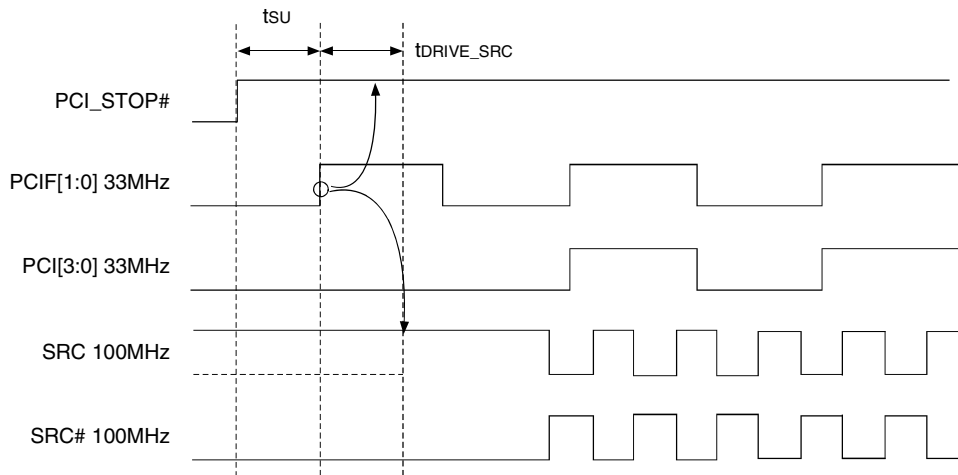 tSU
tDRIVE_SRC
PCI_STOP#
PCIF[1:0] 33MHz
PCI[3:0] 33MHz
SRC 100MHz
SRC# 100MHz